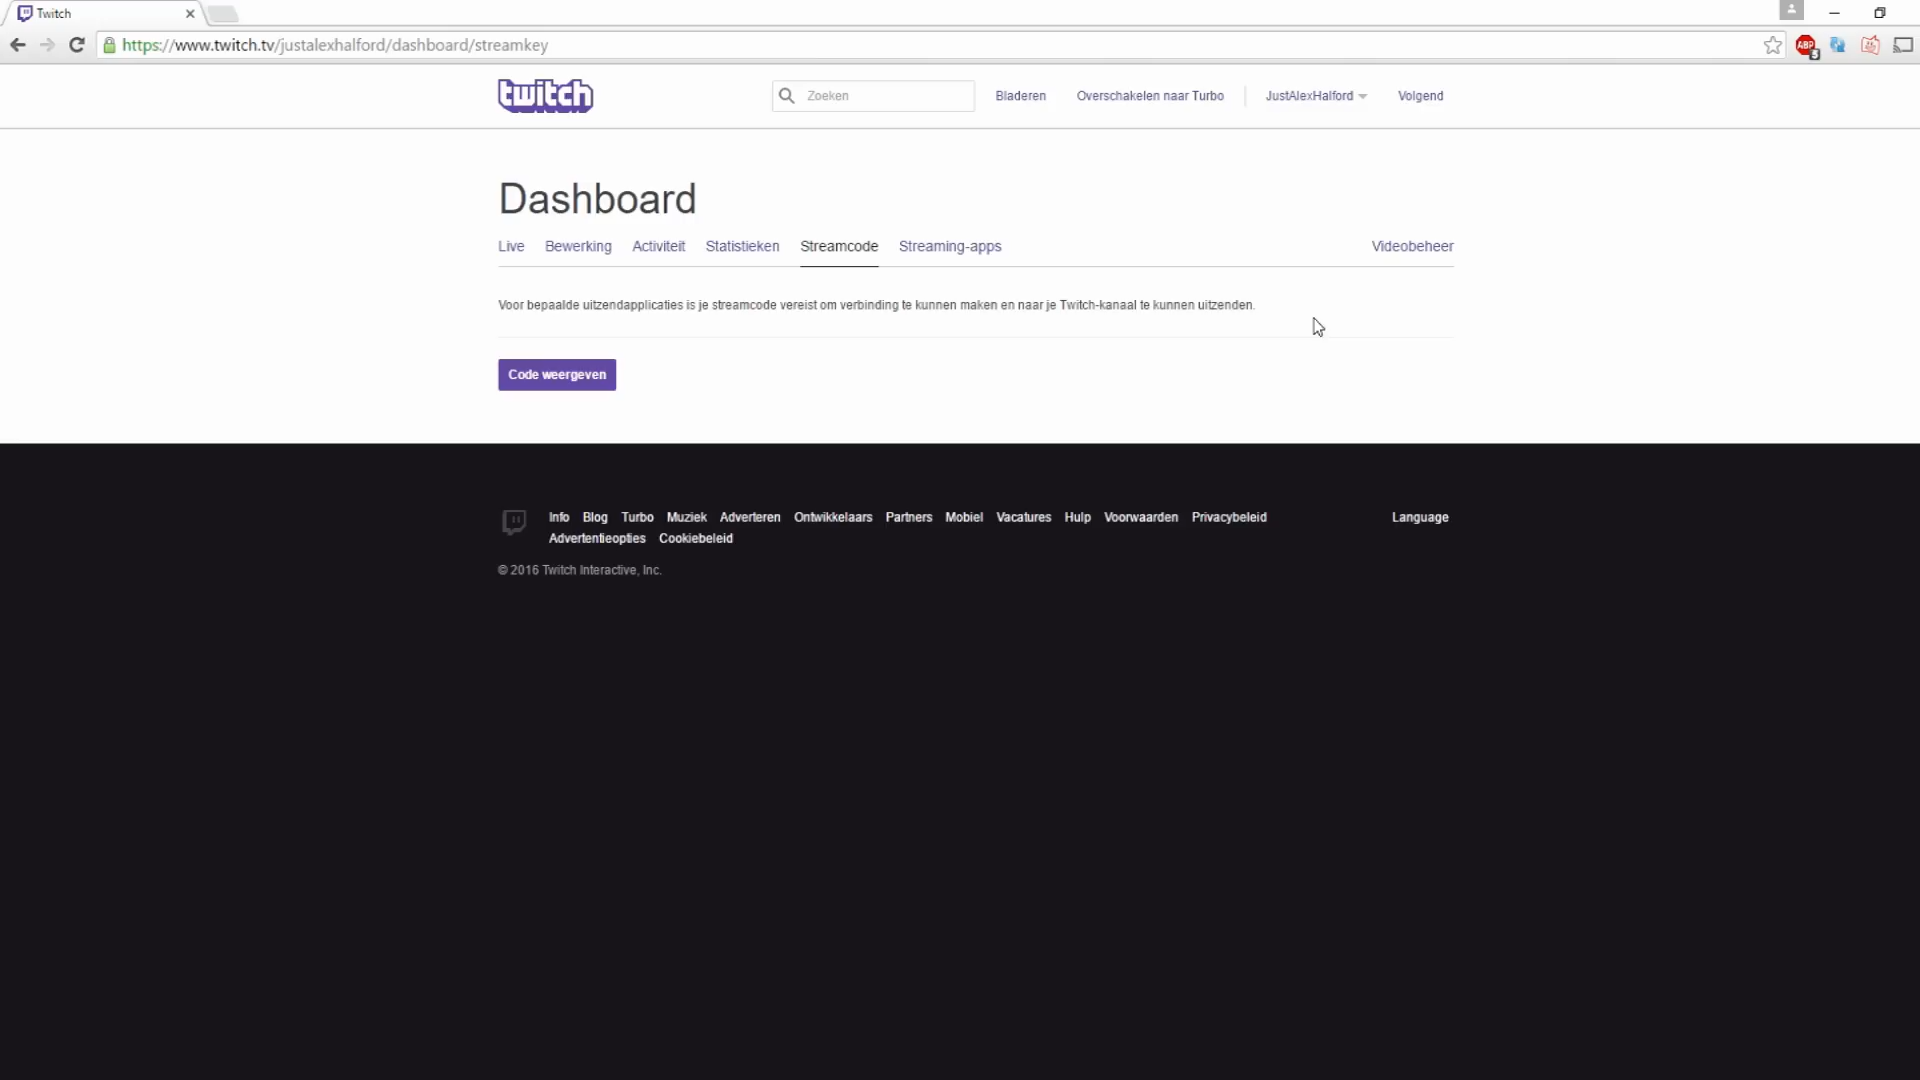 Twitch
https://www.twitch.tv/justalexhalford/dashboard/streamkey
ABP
5
twitch
Zoeken
Bladeren
Overschakelen naar Turbo
JustAlexHalford
Volgend
Dashboard
Live Bewerking Activiteit Statistieken Streamcode Streaming-apps Videobeheer
Voor bepaalde uitzendapplicaties is je streamcode vereist om verbinding te kunnen maken en naar je Twitch-kanaal te kunnen uitzenden.
Code weergeven
Info Blog Turbo Muziek Adverteren Ontwikkelaars Partners Mobiel Vacatures Hulp Voorwaarden Privacybeleid Language
Advertentieopties Cookiebeleid
© 2016 Twitch Interactive, Inc.